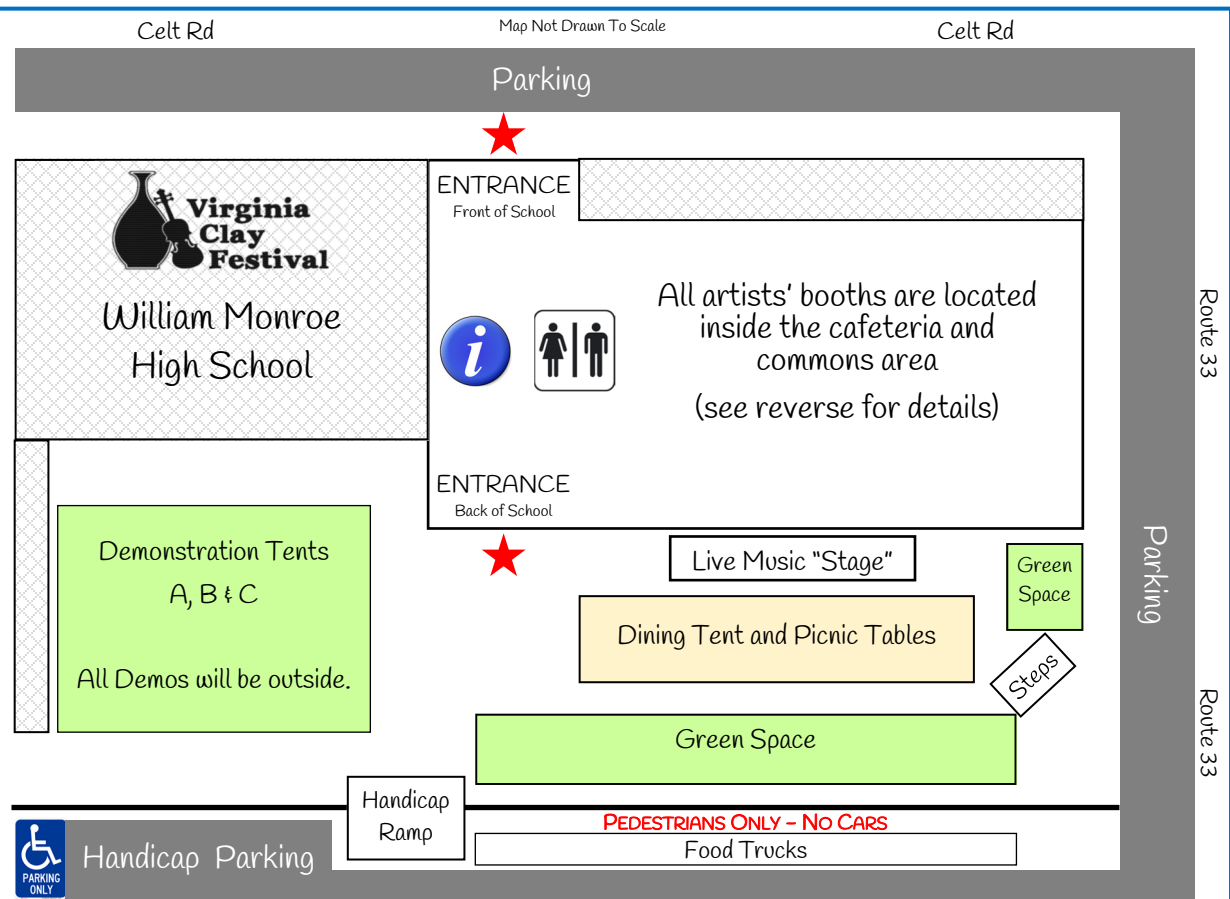 Celt Rd
Map Not Drawn To Scale
Celt Rd
Parking
ENTRANCE
Front of School
Virginia
Clay
Festival
William Monroe
High School
i
All artists' booths are located
inside the cafeteria and
commons area
(see reverse for details)
Route 33
ENTRANCE
Back of School
Demonstration Tents
A, B & C
All Demos will be outside.
Live Music "Stage"
Green
Space
Parking
Dining Tent and Picnic Tables
Steps
Green Space
Route 33
Handicap
Ramp
PEDESTRIANS ONLY - NO CARS
Food Trucks
PARKING
ONLY
Handicap Parking